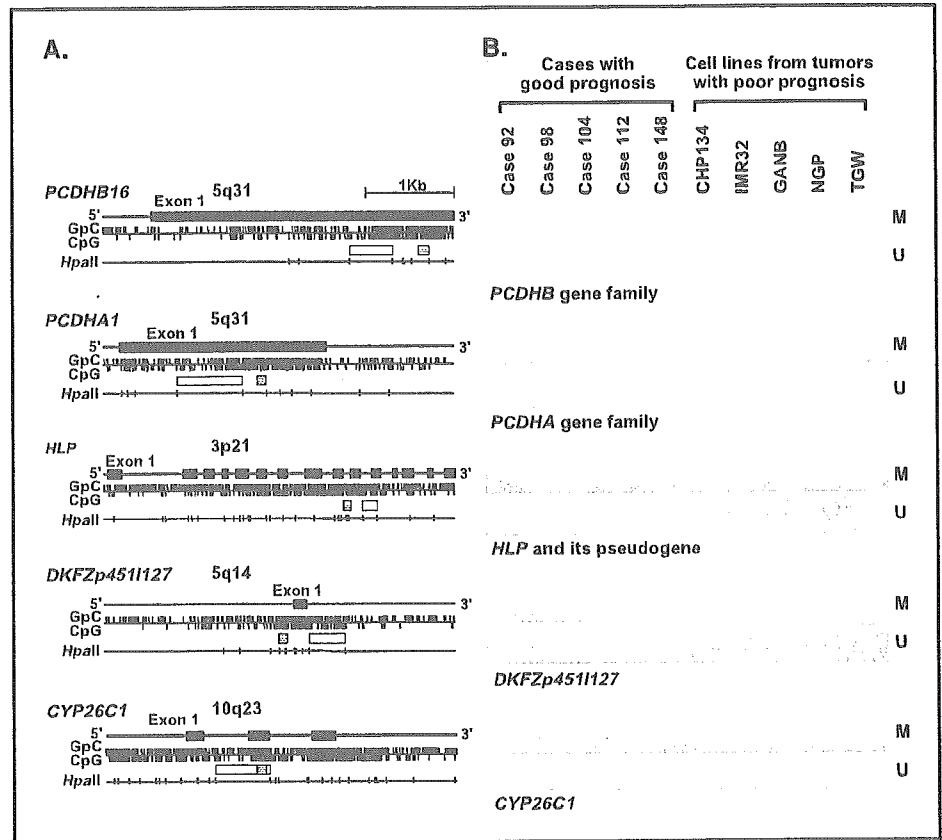 A.
PCDHB16 5q31 1Kb
Exon 1
5' 3'
GpC
CpG
HpaII
PCDHA1 5q31
Exon 1
5' 3'
GpC
CpG
HpaII
HLP 3p21
Exon 1
5' 3'
GpC
CpG
HpaII
DKFZp451I127 5q14
Exon 1
5' 3'
GpC
CpG
HpaII
CYP26C1 10q23
Exon 1
5' 3'
GpC
CpG
HpaII
B.
Cases with
good prognosis
Cell lines from tumors
with poor prognosis
Case 92
Case 98
Case 104
Case 112
Case 148
CHP134
IMR32
GANB
NGP
TGW
M
U
PCDHB gene family
M
U
PCDHA gene family
M
U
HLP and its pseudogene
M
U
DKFZp451I127
M
U
CYP26C1